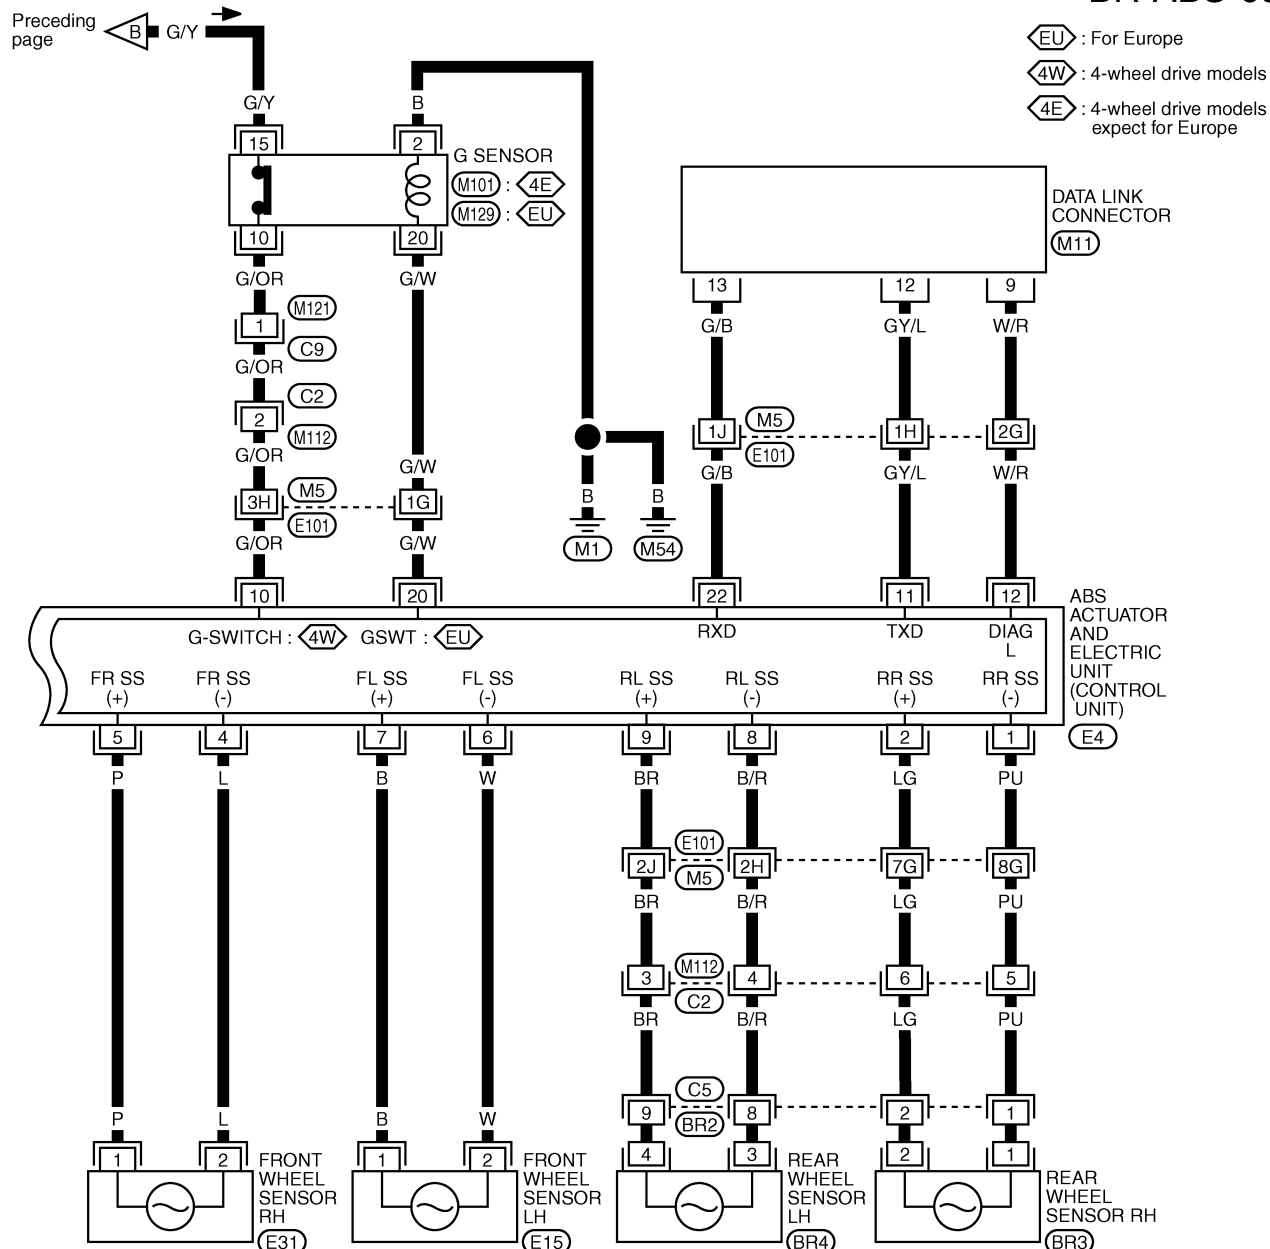 Preceding
page
B
G/Y
EU : For Europe
4W : 4-wheel drive models
4E : 4-wheel drive models
expect for Europe
G/Y
B
15
2
G SENSOR
M101 : 4E
M129 : EU
10
20
DATA LINK
CONNECTOR
M11
G/OR
G/W
13
12
9
M121
1
G/B
GY/L
W/R
C9
G/OR
C2
2
M112
M5
1J
1H
2G
G/OR
E101
G/W
G/B
GY/L
W/R
M5
3H
1G
B
B
E101
G/OR
G/W
M1
M54
10
20
22
11
12
ABS
ACTUATOR
AND
ELECTRIC
UNIT
(CONTROL
UNIT)
E4
G-SWITCH : 4W
GSWT : EU
RXD
TXD
DIAG
L
FR SS
(+)
FR SS
(-)
FL SS
(+)
FL SS
(-)
RL SS
(+)
RL SS
(-)
RR SS
(+)
RR SS
(-)
5
4
7
6
9
8
2
1
P
L
B
W
BR
B/R
LG
PU
E101
2J
2H
7G
8G
M5
BR
B/R
LG
PU
M112
3
4
6
5
C2
BR
B/R
LG
PU
C5
9
8
2
1
BR2
P
L
B
W
1
2
1
2
4
3
2
1
FRONT
WHEEL
SENSOR
RH
E31
FRONT
WHEEL
SENSOR
LH
E15
REAR
WHEEL
SENSOR
LH
BR4
REAR
WHEEL
SENSOR RH
BR3